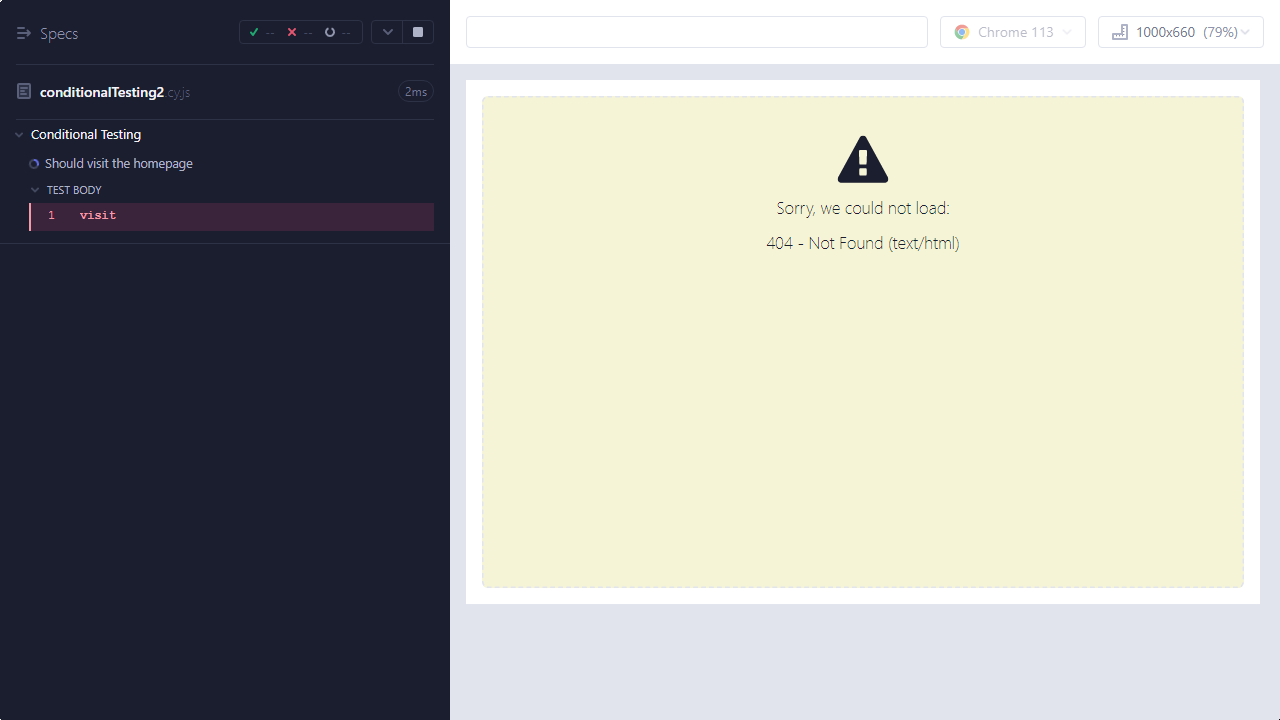 Specs
-- -- --
conditionalTesting2.cy.js
2ms
Conditional Testing
Should visit the homepage
TEST BODY
1 visit
Chrome 113
1000x660 (79%)
Sorry, we could not load:
404 - Not Found (text/html)